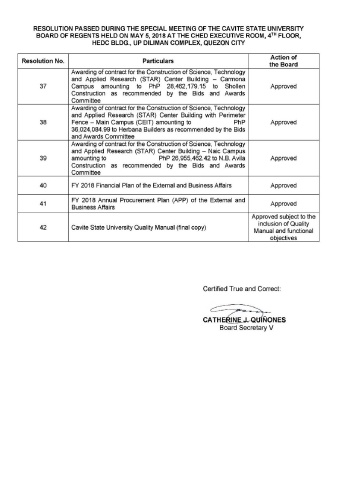 RESOLUTION PASSED DURING THE SPECIAL MEETING OF THE CAVITE STATE UNIVERSITY
BOARD OF REGENTS HELD ON MAY 5, 2018 AT THE CHED EXECUTIVE ROOM, 4TH FLOOR,
HEDC BLDG., UP DILIMAN COMPLEX, QUEZON CITY
Resolution No. Particulars Action of
the Board
37
Awarding of contract for the Construction of Science, Technology
and Applied Research (STAR) Center Building – Carmona
Campus amounting to PhP 28,462,179.15 to Shollen
Construction as recommended by the Bids and Awards
Committee
Approved
38
Awarding of contract for the Construction of Science, Technology
and Applied Research (STAR) Center Building with Perimeter
Fence – Main Campus (CEIT) amounting to PhP
36,024,084.99 to Herbana Builders as recommended by the Bids
and Awards Committee
Approved
39
Awarding of contract for the Construction of Science, Technology
and Applied Research (STAR) Center Building – Naic Campus
amounting to PhP 26,955,462.42 to N.B. Avila
Construction as recommended by the Bids and Awards
Committee
Approved
40 FY 2018 Financial Plan of the External and Business Affairs Approved
41
FY 2018 Annual Procurement Plan (APP) of the External and
Business Affairs
Approved
42
Cavite State University Quality Manual (final copy)
Approved subject to the
inclusion of Quality
Manual and functional
objectives
Certified True and Correct:
CATHERINE J. QUIÑONES
Board Secretary V